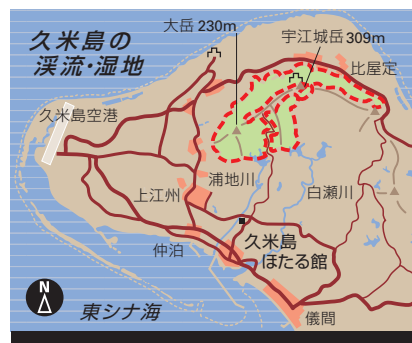 久米島の
渓流・湿地
大岳 230m
宇江城岳 309m
比屋定
久米島空港
浦地川
上江州
白瀬川
久米島
ほたる館
仲泊
儀間
東シナ海
N